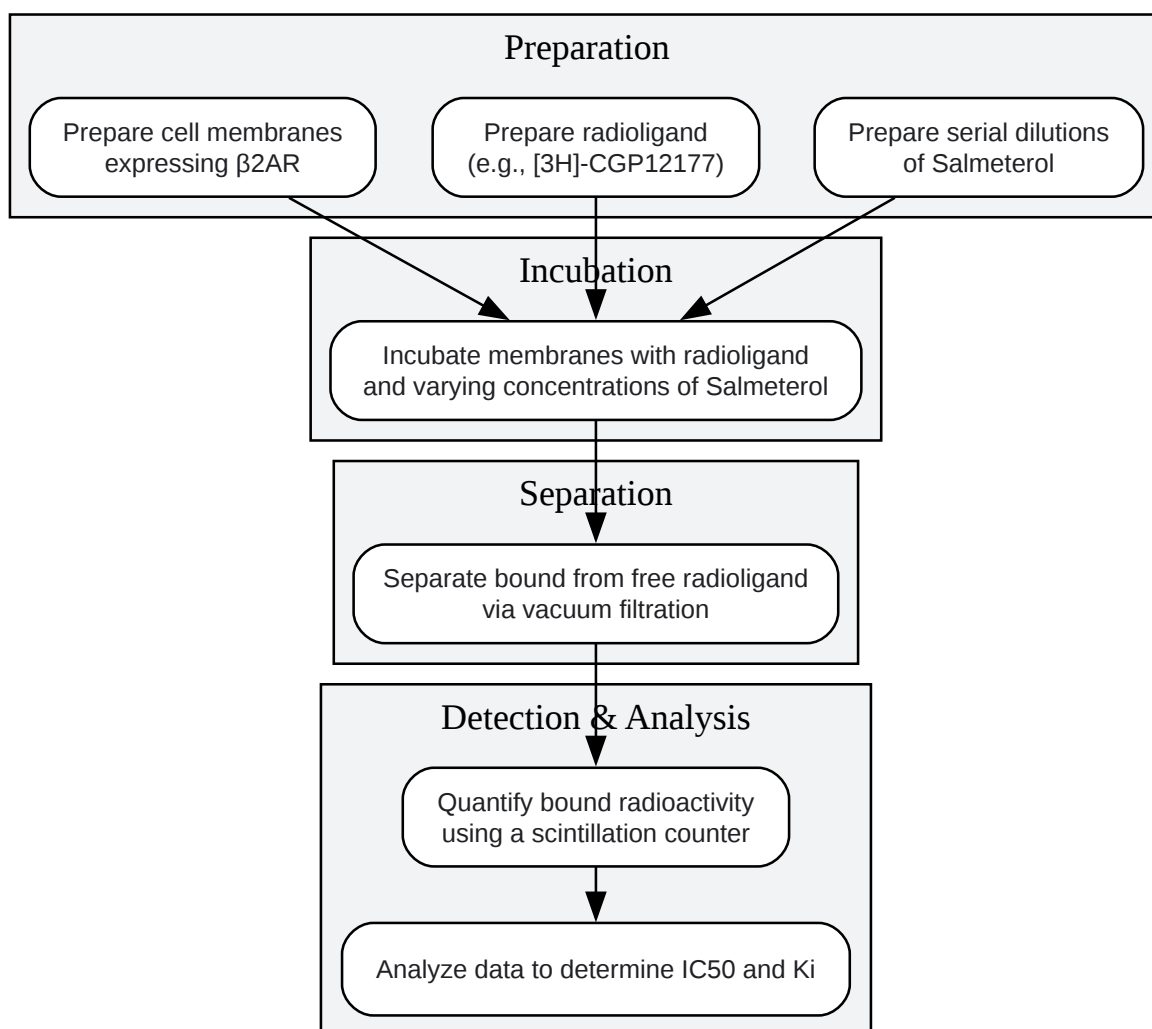 Preparation
Prepare cell membranes
expressing β2AR
Prepare radioligand
(e.g., [3H]-CGP12177)
Prepare serial dilutions
of Salmeterol
Incubation
Incubate membranes with radioligand
and varying concentrations of Salmeterol
Separation
Separate bound from free radioligand
via vacuum filtration
Detection & Analysis
Quantify bound radioactivity
using a scintillation counter
Analyze data to determine IC50 and Ki